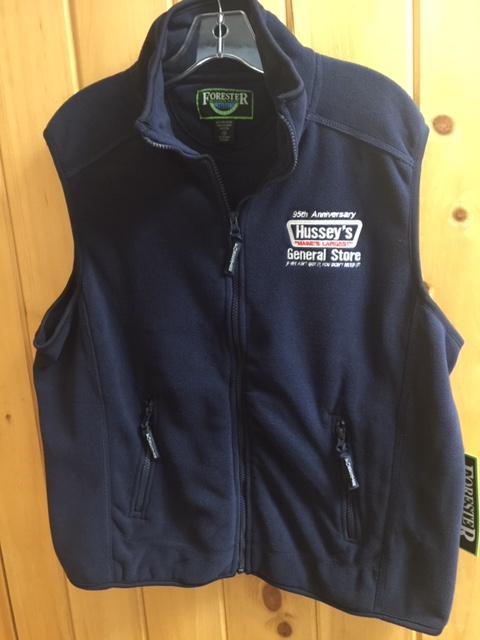 FORESTER
95th Anniversary
Hussey's
"MAINE'S LARGEST"
General Store
IF WE AIN'T GOT IT, YOU DON'T NEED IT!
FORESTER